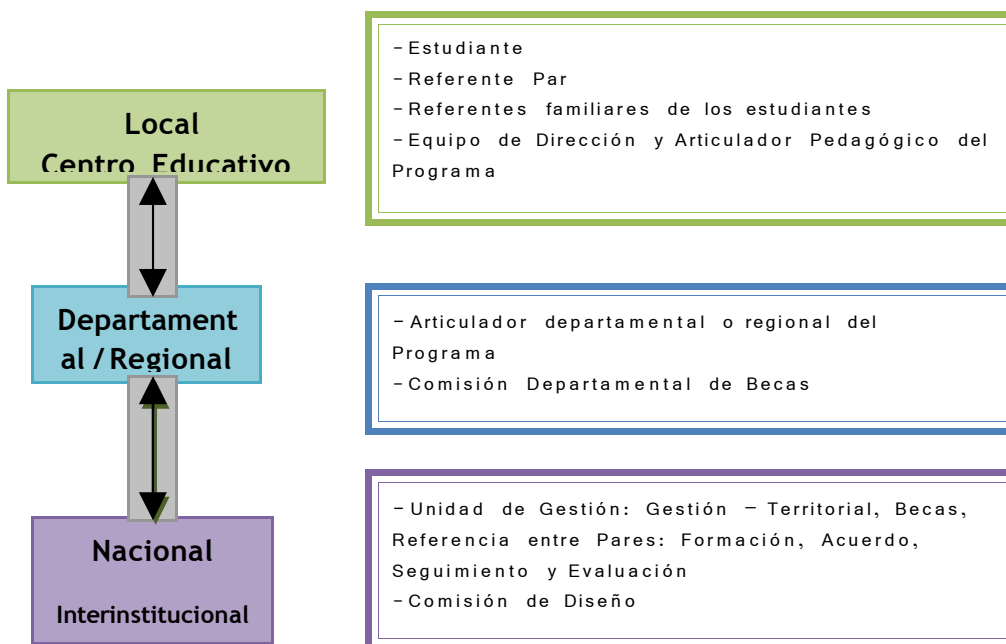 Local
Centro Educativo
- Estudiante
- Referente Par
- Referentes familiares de los estudiantes
- Equipo de Dirección y Articulador Pedagógico del
Programa
Departament
al / Regional
- Articulador departamental o regional del
Programa
- Comisión Departamental de Becas
Nacional
Interinstitucional
- Unidad de Gestión: Gestión – Territorial, Becas,
Referencia entre Pares: Formación, Acuerdo,
Seguimiento y Evaluación
- Comisión de Diseño